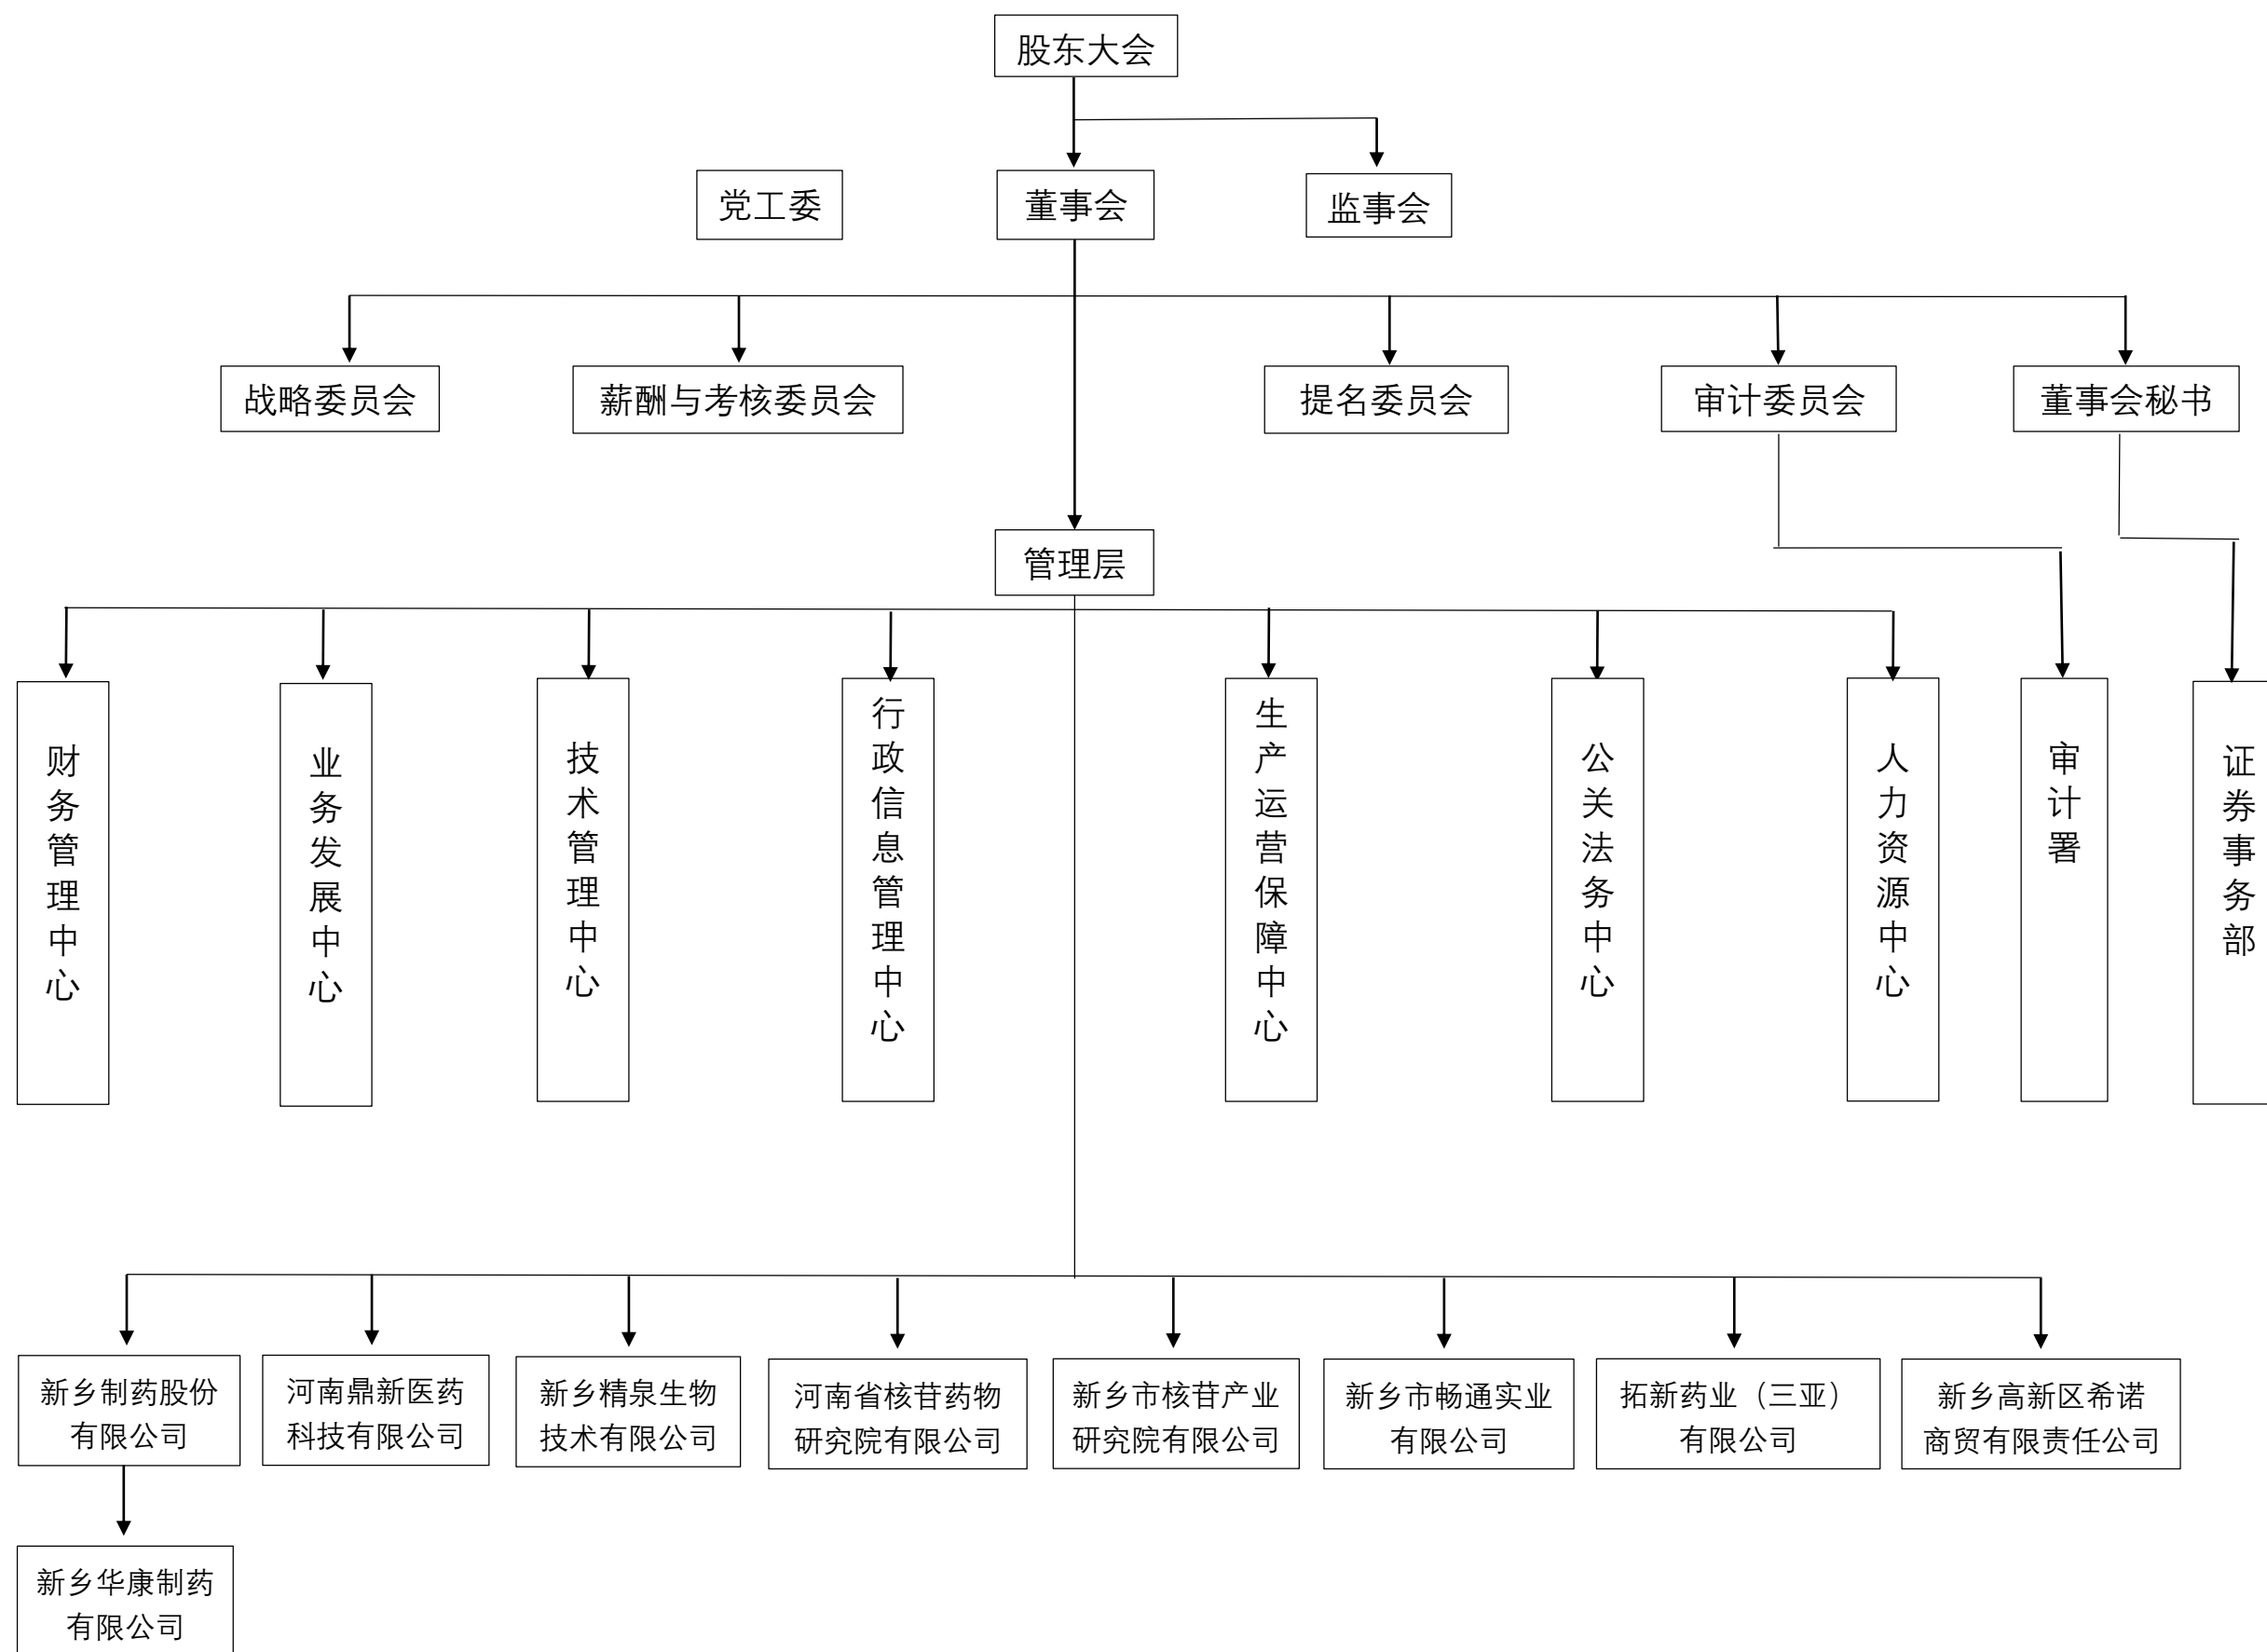 股东大会
党工委
董事会
监事会
战略委员会
薪酬与考核委员会
提名委员会
审计委员会
董事会秘书
管理层
财务管理中心
业务发展中心
技术管理中心
行政信息管理中心
生产运营保障中心
公关法务中心
人力资源中心
审计署
证券事务部
新乡制药股份
有限公司
河南鼎新医药
科技有限公司
新乡精泉生物
技术有限公司
河南省核苷药物
研究院有限公司
新乡市核苷产业
研究院有限公司
新乡市畅通实业
有限公司
拓新药业（三亚）
有限公司
新乡高新区希诺
商贸有限责任公司
新乡华康制药
有限公司